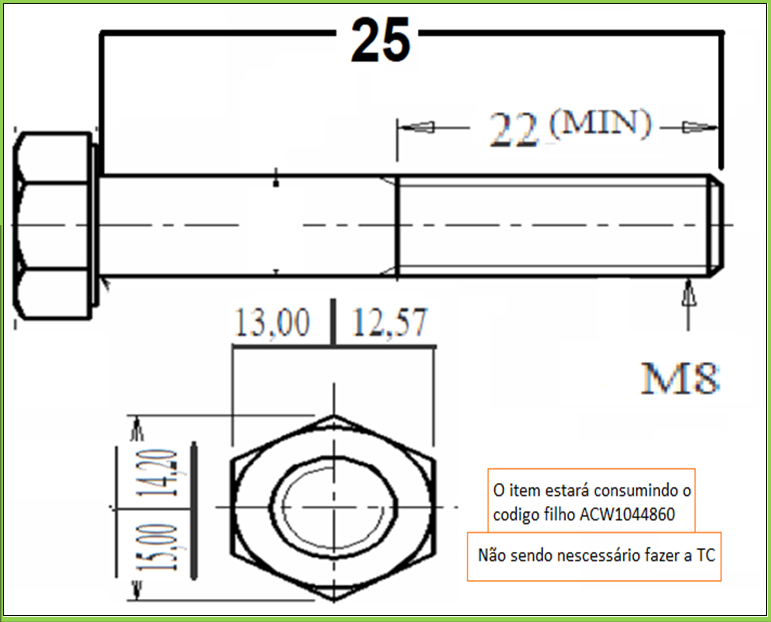 25
22 (MIN)
13,00 12,57
M8
14,20
15,00
O item estará consumindo o
codigo filho ACW1044860
Não sendo nescessário fazer a TC